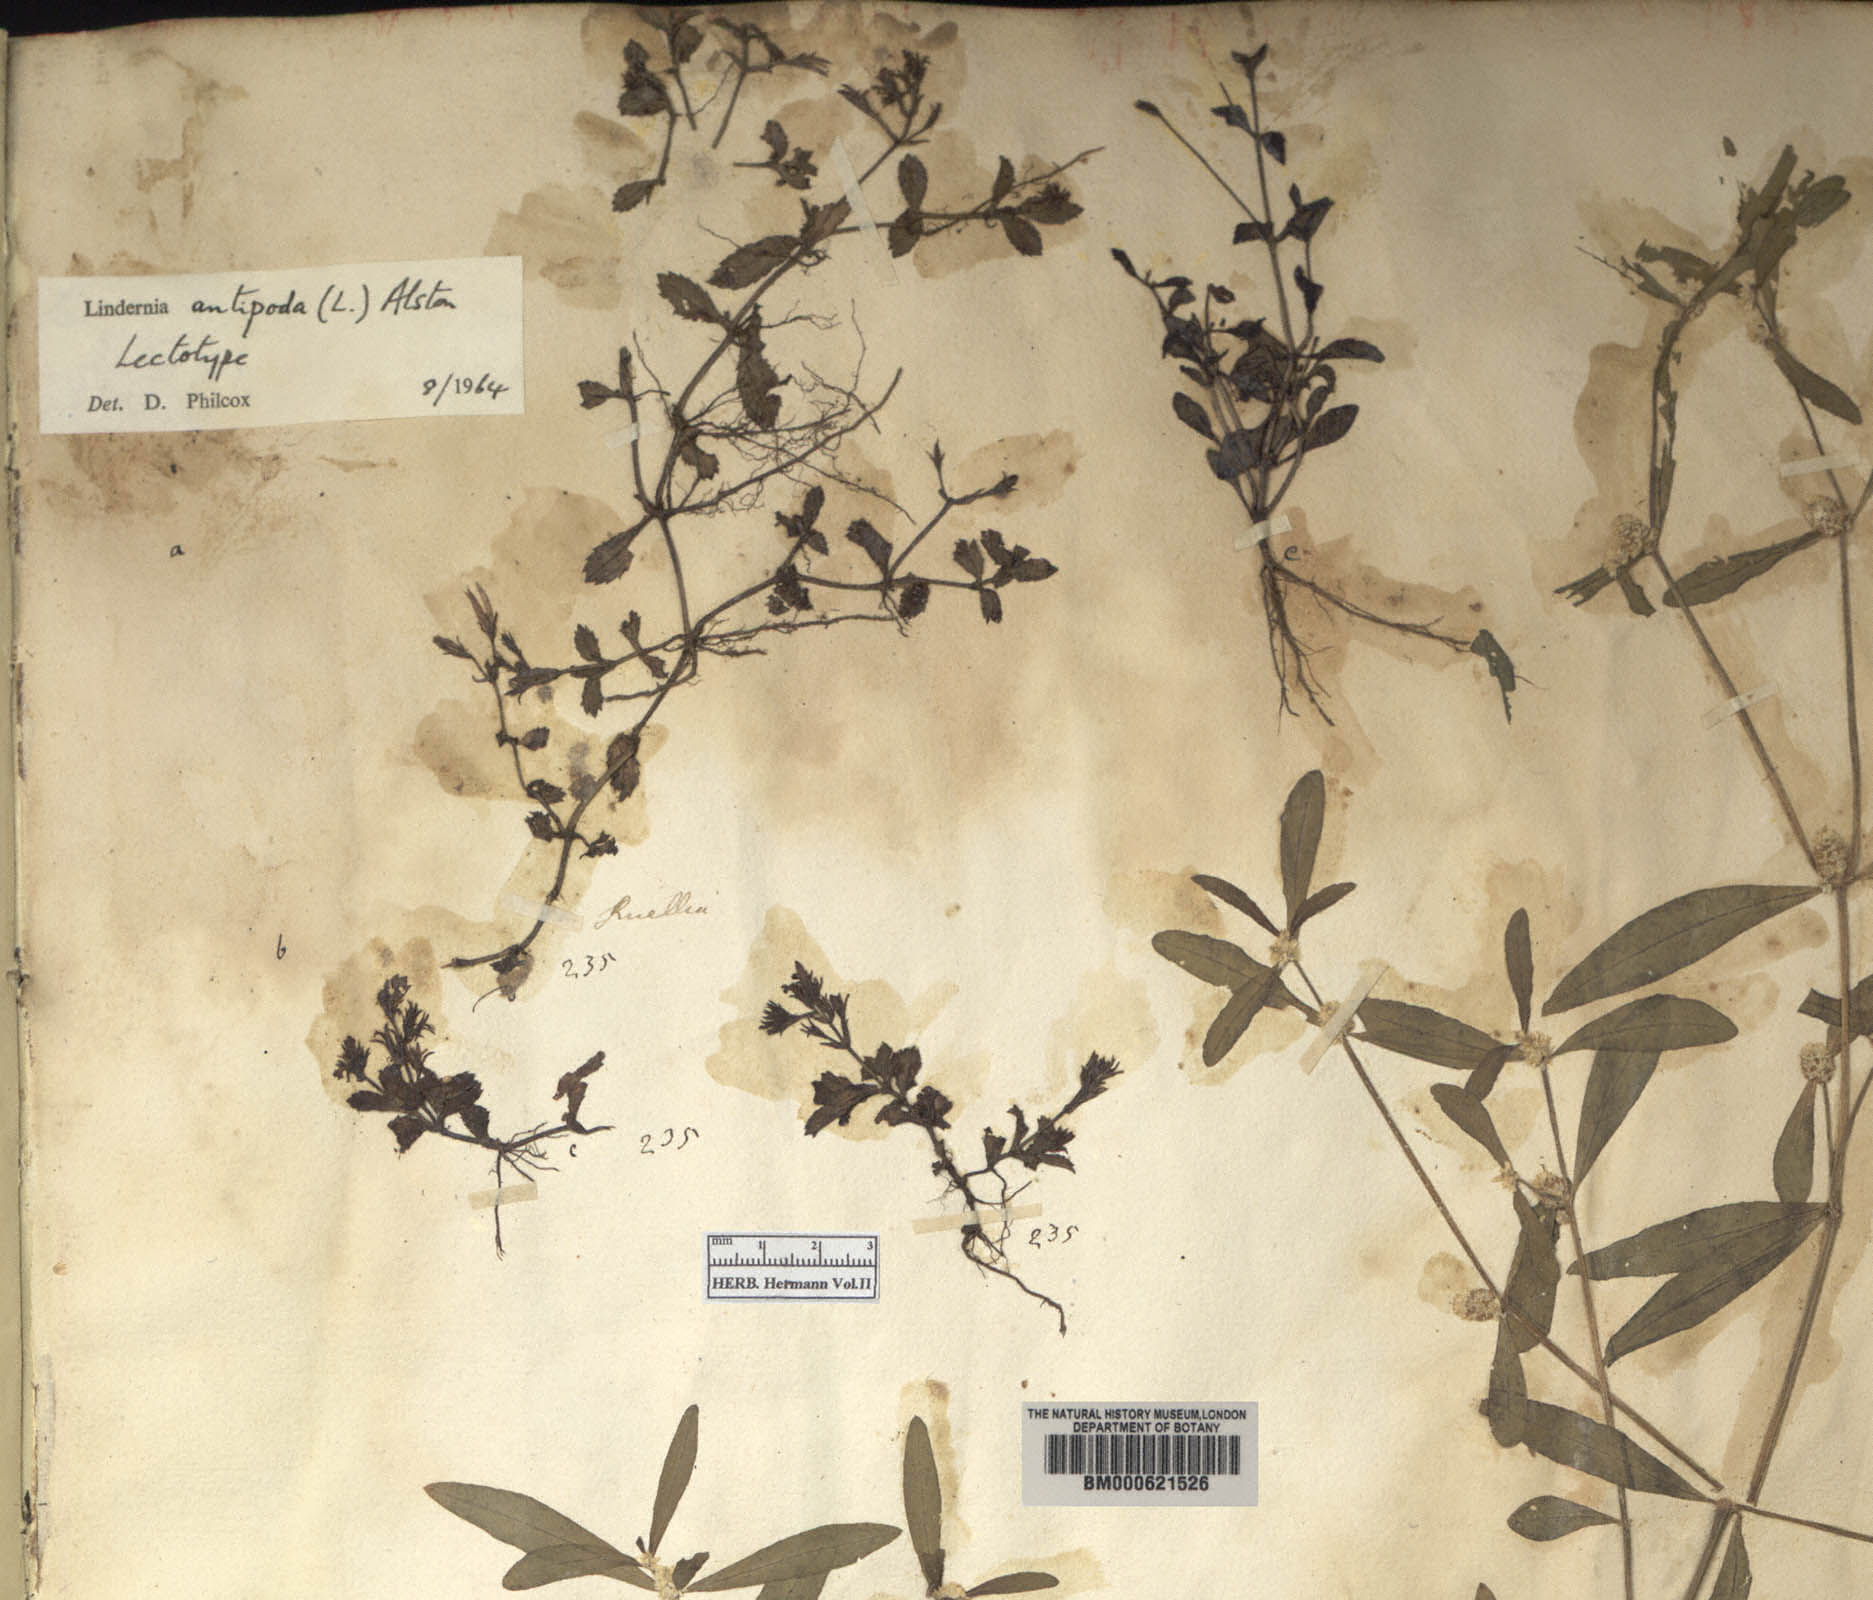 Lindernia antipoda (L.) Alston
Lectotype
Det. D. Philcox 8/1964
a
e
b
Ruellia
235
c
235
235
mm 1 2 3
HERB. Hermann Vol.II
THE NATURAL HISTORY MUSEUM,LONDON
DEPARTMENT OF BOTANY
BM000621526